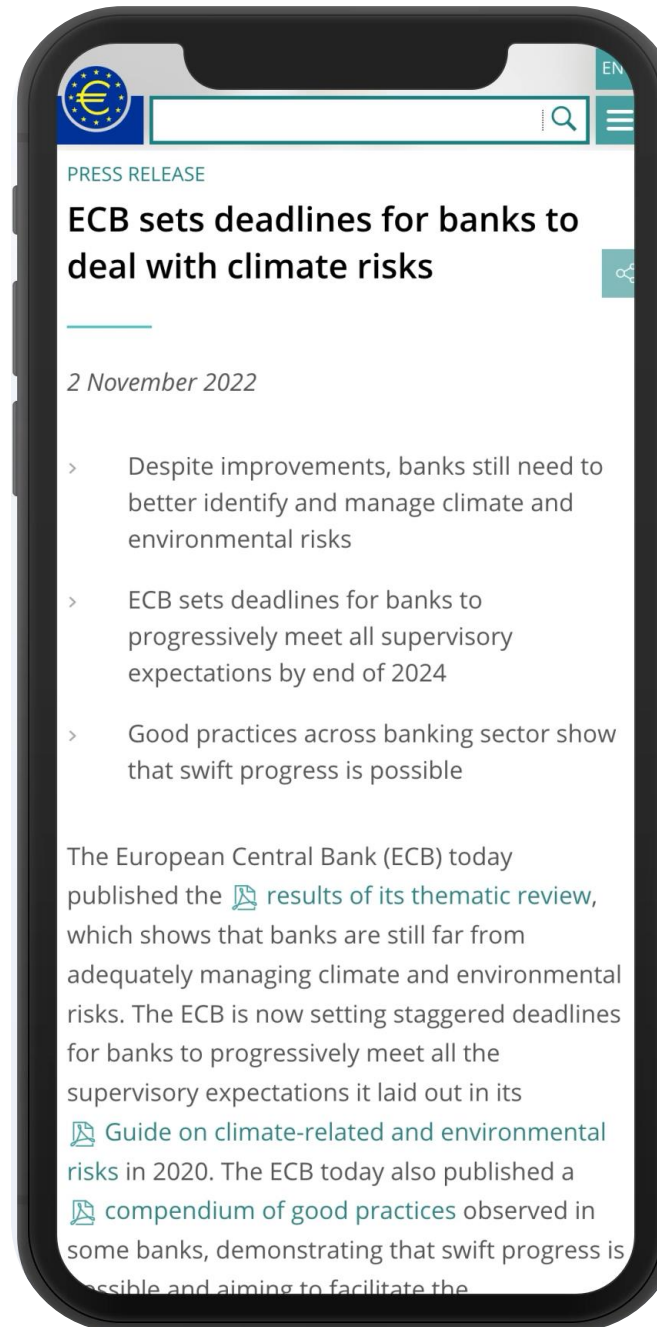 EN
PRESS RELEASE
ECB sets deadlines for banks to
deal with climate risks
2 November 2022
Despite improvements, banks still need to
better identify and manage climate and
environmental risks
ECB sets deadlines for banks to
progressively meet all supervisory
expectations by end of 2024
Good practices across banking sector show
that swift progress is possible
The European Central Bank (ECB) today
published the results of its thematic review,
which shows that banks are still far from
adequately managing climate and environmental
risks. The ECB is now setting staggered deadlines
for banks to progressively meet all the
supervisory expectations it laid out in its
Guide on climate-related and environmental
risks in 2020. The ECB today also published a
compendium of good practices observed in
some banks, demonstrating that swift progress is
possible and aiming to facilitate the